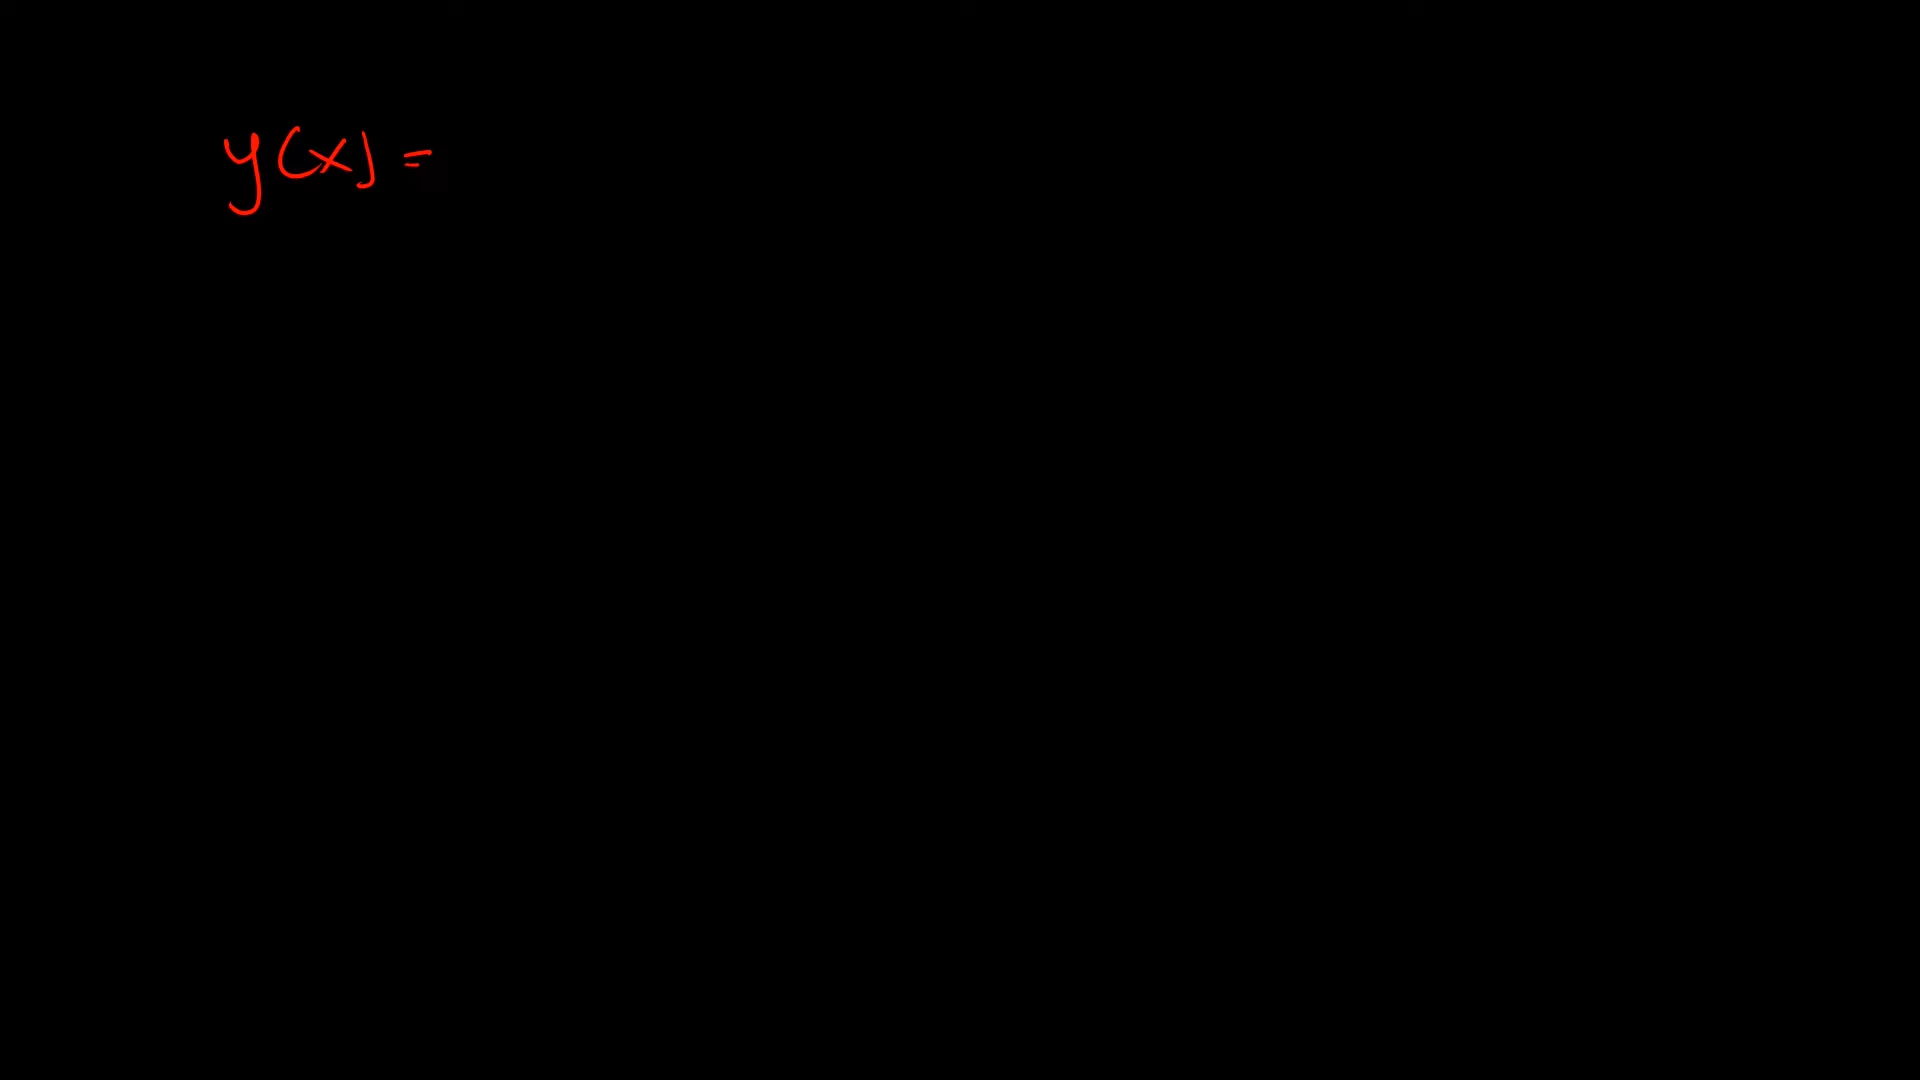 y(x) =